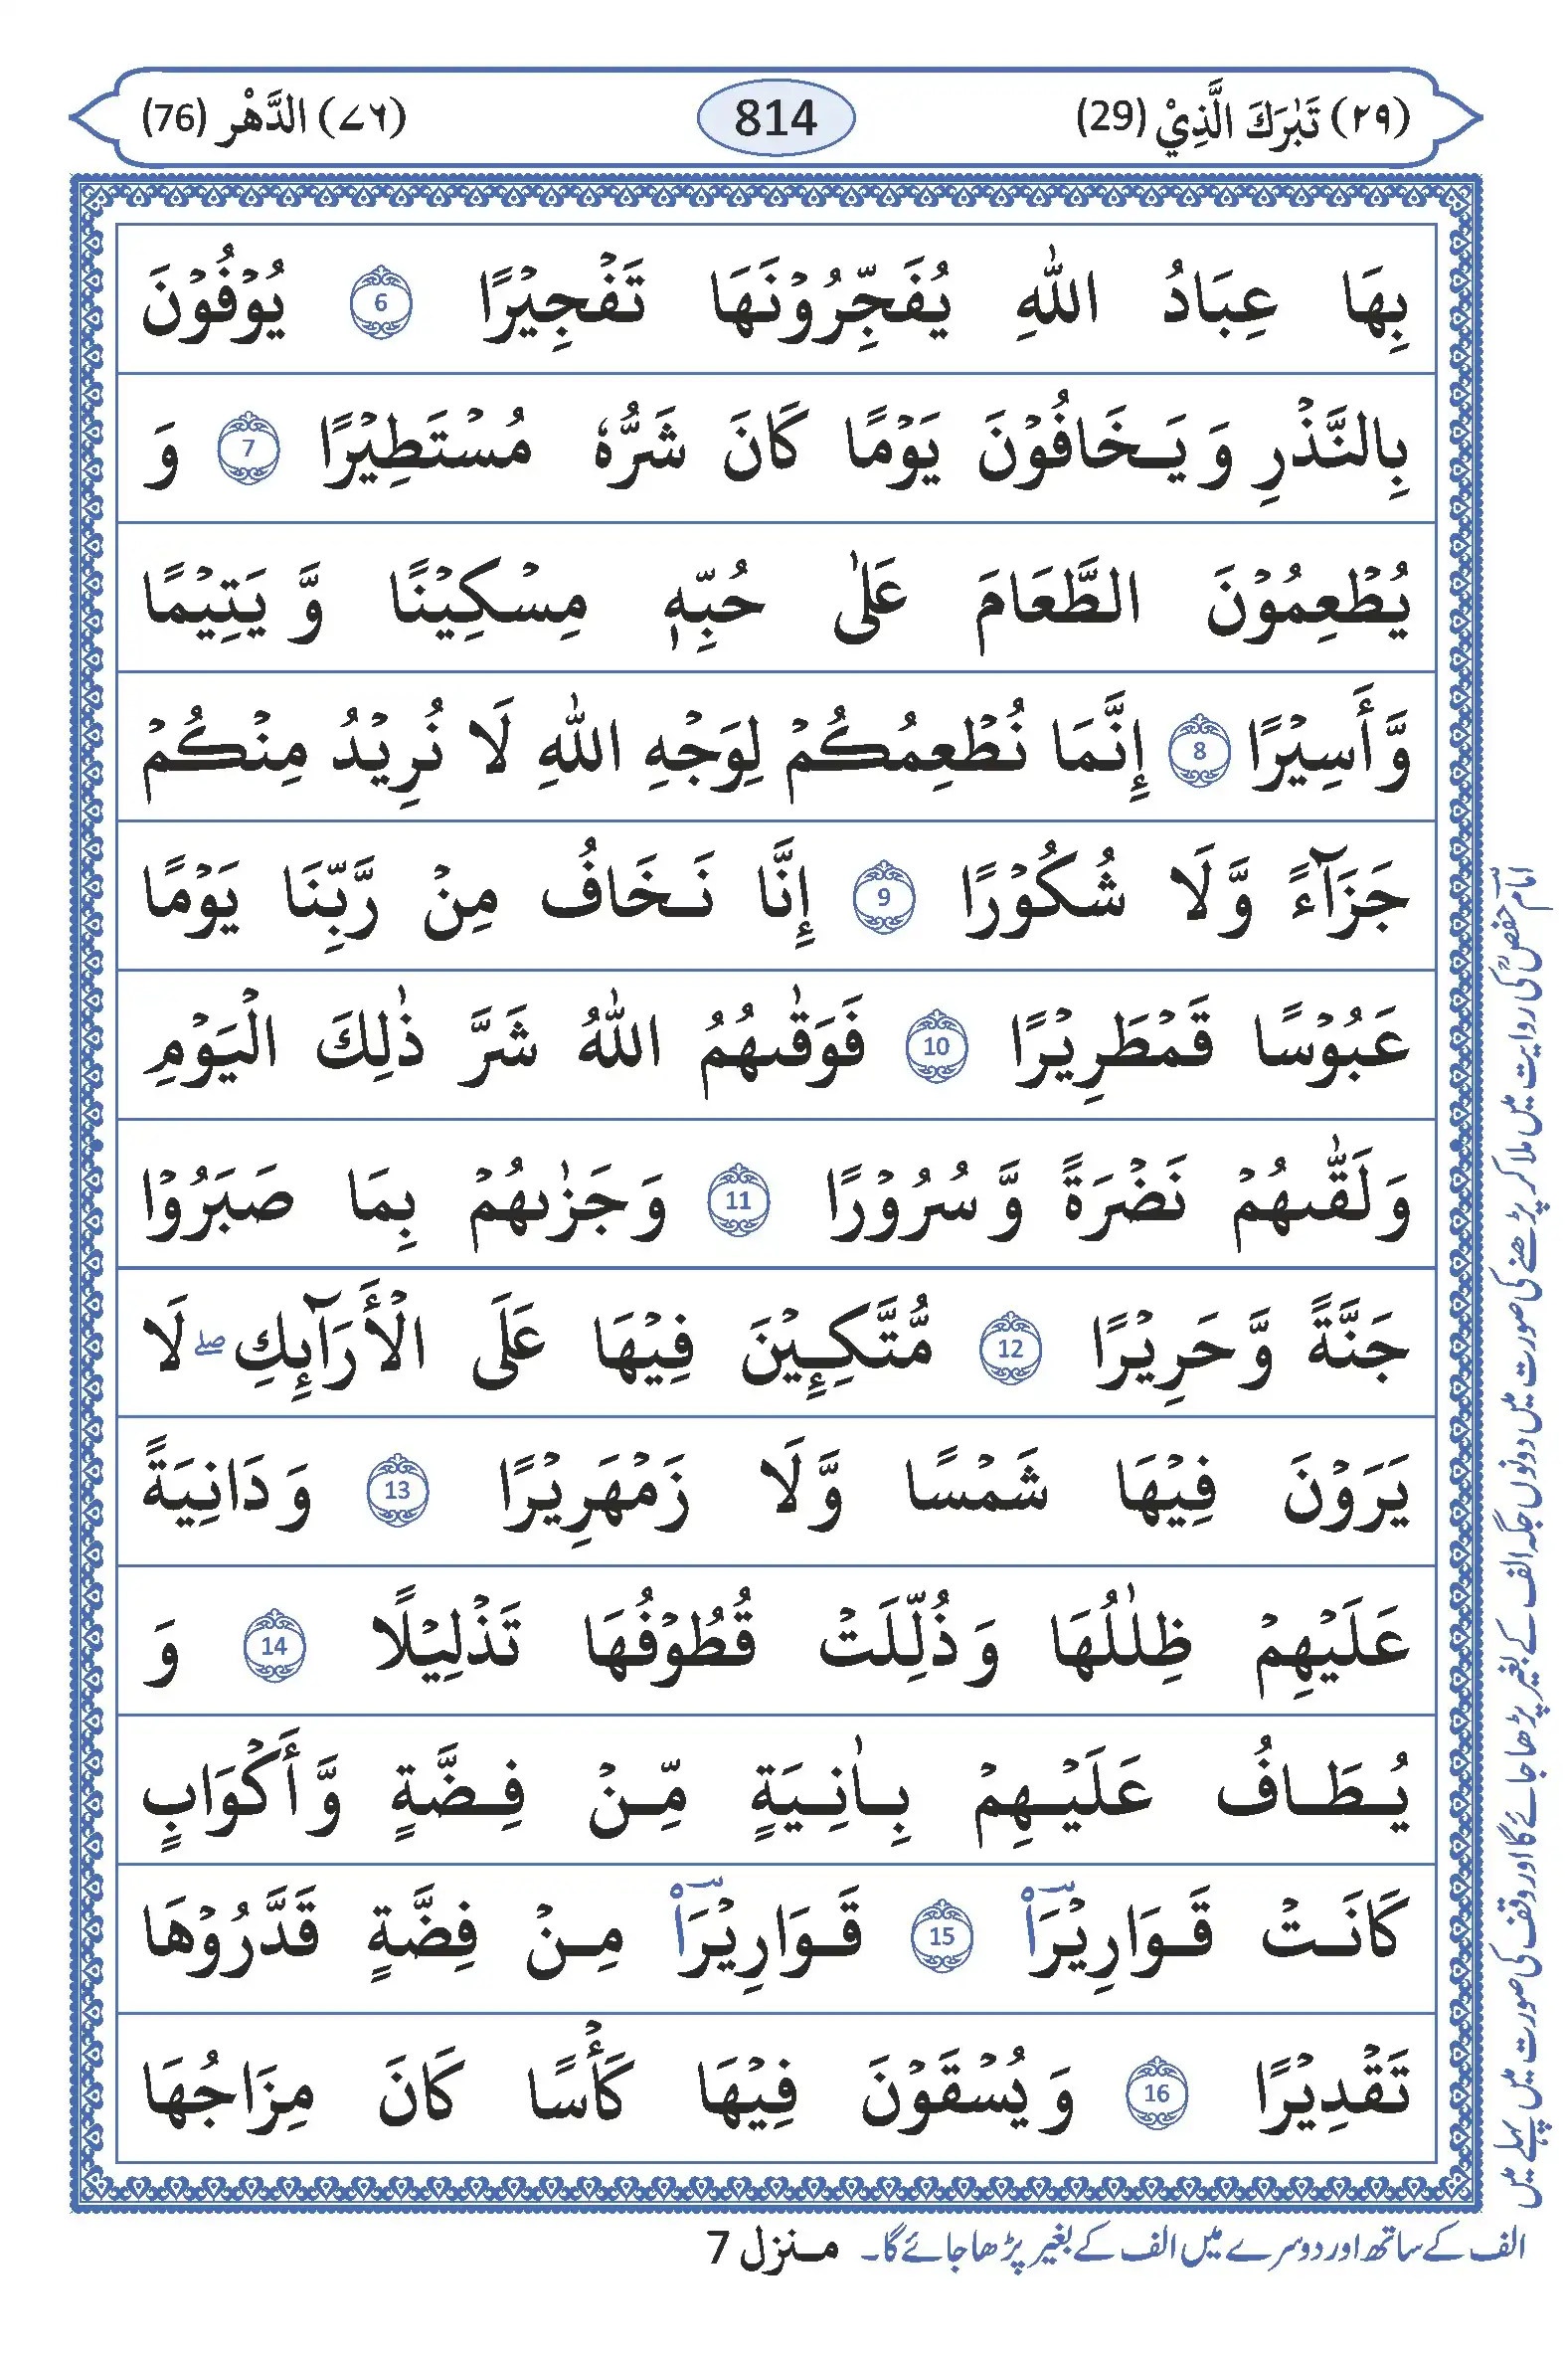 (٢٩) تَبٰرَكَ الَّذِيْ (29)
814
(٧٦) الدَّهْر (76)
بِهَا عِبَادُ اللّٰهِ يُفَجِّرُوْنَهَا تَفْجِيْرًا 6 يُوْفُوْنَ
بِالنَّذْرِ وَ يَخَافُوْنَ يَوْمًا كَانَ شَرُّهٗ مُسْتَطِيْرًا 7 وَ
يُطْعِمُوْنَ الطَّعَامَ عَلٰى حُبِّهٖ مِسْكِيْنًا وَّ يَتِيْمًا
وَّ أَسِيْرًا 8 إِنَّمَا نُطْعِمُكُمْ لِوَجْهِ اللّٰهِ لَا نُرِيْدُ مِنْكُمْ
جَزَآءً وَّ لَا شُكُوْرًا 9 إِنَّا نَخَافُ مِنْ رَّبِّنَا يَوْمًا
عَبُوْسًا قَمْطَرِيْرًا 10 فَوَقٰىهُمُ اللّٰهُ شَرَّ ذٰلِكَ الْيَوْمِ
وَ لَقّٰىهُمْ نَضْرَةً وَّ سُرُوْرًا 11 وَ جَزٰىهُمْ بِمَا صَبَرُوْا
جَنَّةً وَّ حَرِيْرًا 12 مُّتَّكِـِٕيْنَ فِيْهَا عَلَى الْأَرَآئِكِ ۖ لَا
يَرَوْنَ فِيْهَا شَمْسًا وَّ لَا زَمْهَرِيْرًا 13 وَ دَانِيَةً
عَلَيْهِمْ ظِلٰلُهَا وَ ذُلِّلَتْ قُطُوْفُهَا تَذْلِيْلًا 14 وَ
يُطَافُ عَلَيْهِمْ بِاٰنِيَةٍ مِّنْ فِضَّةٍ وَّ أَكْوَابٍ
كَانَتْ قَوَارِيْرَا۠ 15 قَوَارِيْرَا۠ مِنْ فِضَّةٍ قَدَّرُوْهَا
تَقْدِيْرًا 16 وَ يُسْقَوْنَ فِيْهَا كَأْسًا كَانَ مِزَاجُهَا
امام حفصؒ کی روایت میں ملا کر پڑھنے کی صورت میں دونوں جگہ الف کے بغیر پڑھا جائے گا اور وقف کی صورت میں پہلے میں
الف کے ساتھ اور دوسرے میں الف کے بغیر پڑھا جائے گا۔
منزل 7